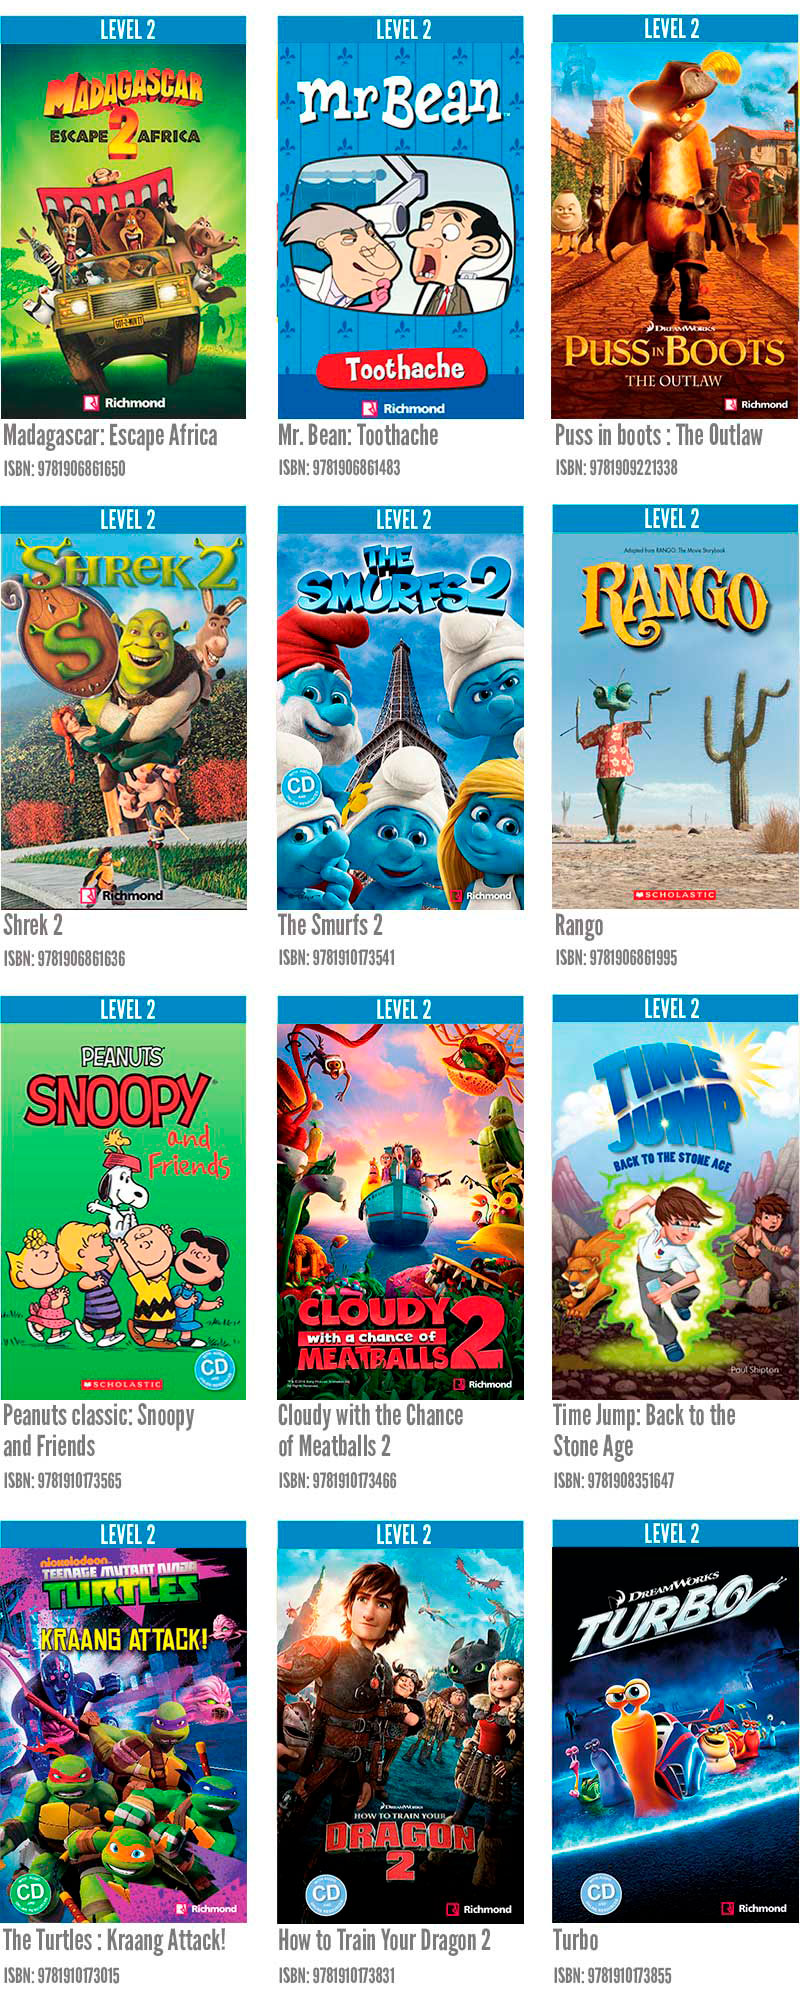 LEVEL 2
MADAGASCAR
ESCAPE 2 AFRICA
GOT-2-MOV-IT
Richmond
Madagascar: Escape Africa
ISBN: 9781906861650
LEVEL 2
mr Bean
Toothache
Richmond
Mr. Bean: Toothache
ISBN: 9781906861483
LEVEL 2
DREAMWORKS
PUSS IN BOOTS
THE OUTLAW
Richmond
Puss in boots : The Outlaw
ISBN: 9781909221338
LEVEL 2
SHREK 2
S
Richmond
Shrek 2
ISBN: 9781906861636
LEVEL 2
THE
SMURFS 2
CD
Richmond
The Smurfs 2
ISBN: 9781910173541
LEVEL 2
Adapted from RANGO: The Movie Storybook
RANGO
SCHOLASTIC
Rango
ISBN: 9781906861995
LEVEL 2
PEANUTS
SNOOPY
and
Friends
CD
SCHOLASTIC
Peanuts classic: Snoopy
and Friends
ISBN: 9781910173565
LEVEL 2
CLOUDY
with a chance of
MEATBALLS 2
Richmond
Cloudy with the Chance
of Meatballs 2
ISBN: 9781910173466
LEVEL 2
TIME
JUMP
BACK TO THE STONE AGE
Paul Shipton
Time Jump: Back to the
Stone Age
ISBN: 9781908351647
LEVEL 2
nickelodeon
TEENAGE MUTANT NINJA
TURTLES
KRAANG ATTACK!
CD
Richmond
The Turtles : Kraang Attack!
ISBN: 9781910173015
LEVEL 2
DREAMWORKS
HOW TO TRAIN YOUR
DRAGON
2
CD
Richmond
How to Train Your Dragon 2
ISBN: 9781910173831
LEVEL 2
DREAMWORKS
TURBO
CD
Richmond
Turbo
ISBN: 9781910173855